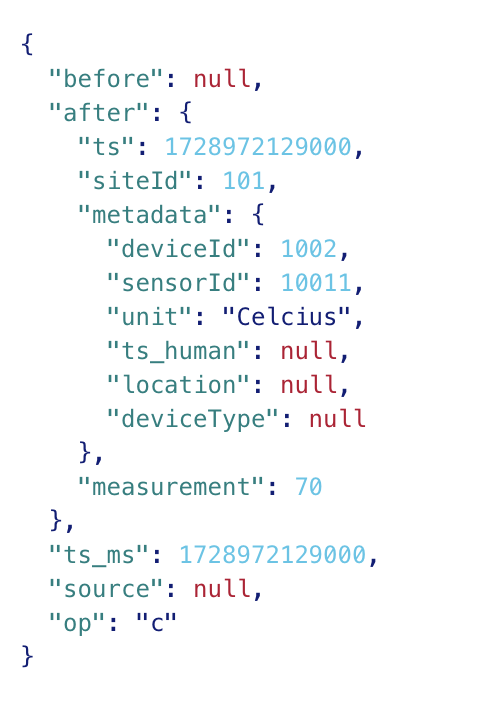 {
  "before": null,
  "after": {
    "ts": 1728972129000,
    "siteId": 101,
    "metadata": {
      "deviceId": 1002,
      "sensorId": 10011,
      "unit": "Celcius",
      "ts_human": null,
      "location": null,
      "deviceType": null
    },
    "measurement": 70
  },
  "ts_ms": 1728972129000,
  "source": null,
  "op": "c"
}